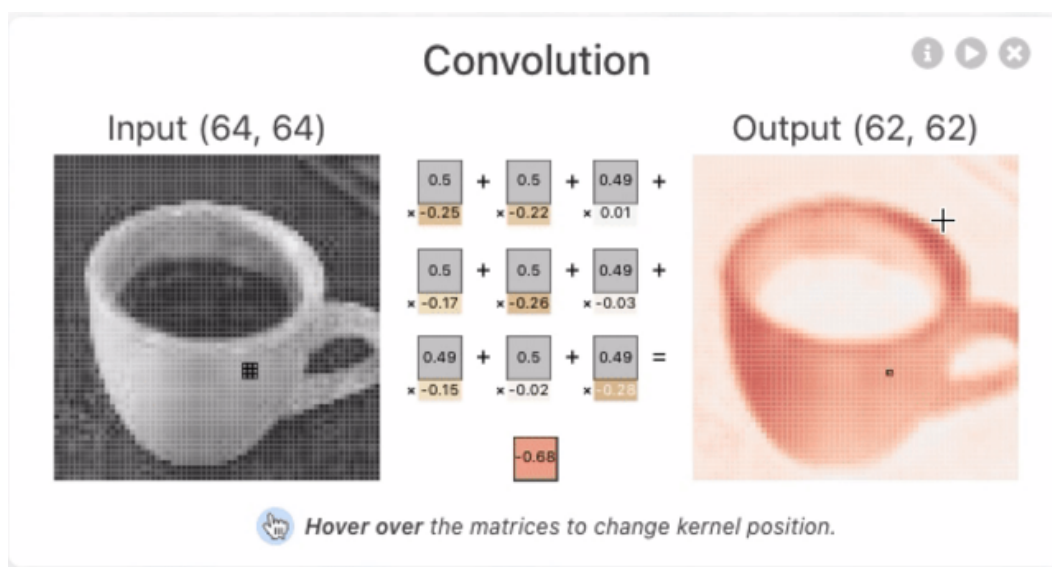 Convolution
Input (64, 64)
Output (62, 62)
0.5 + 0.5 + 0.49 +
× -0.25 × -0.22 × 0.01
0.5 + 0.5 + 0.49 +
× -0.17 × -0.26 × -0.03
0.49 + 0.5 + 0.49 =
× -0.15 × -0.02 × -0.28
-0.68
Hover over the matrices to change kernel position.